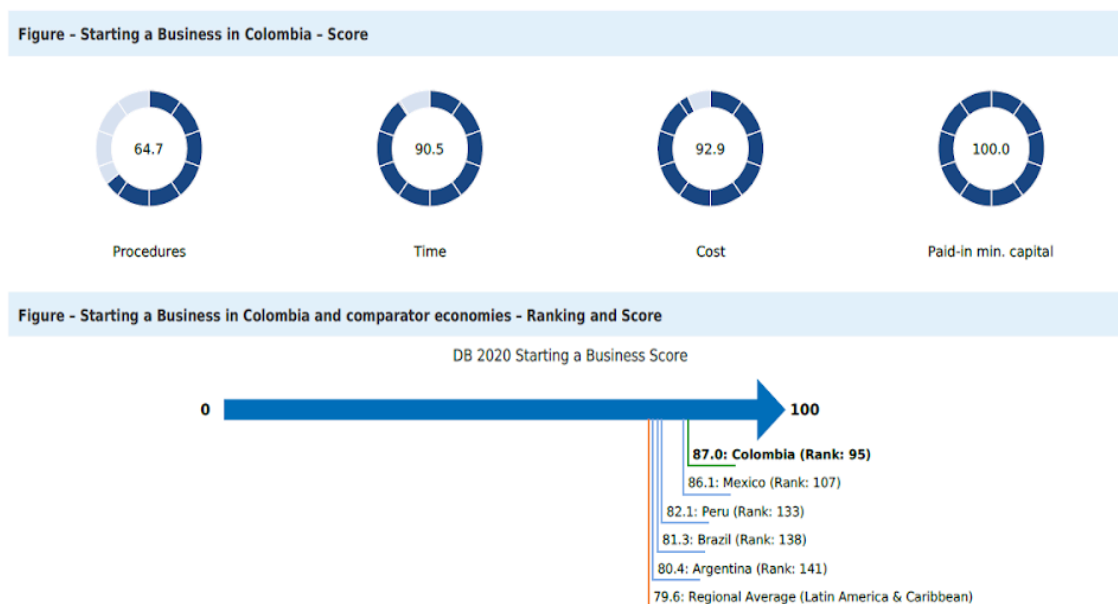 Figure – Starting a Business in Colombia – Score
64.7
90.5
92.9
100.0
Procedures
Time
Cost
Paid-in min. capital
Figure – Starting a Business in Colombia and comparator economies – Ranking and Score
DB 2020 Starting a Business Score
0
100
87.0: Colombia (Rank: 95)
86.1: Mexico (Rank: 107)
82.1: Peru (Rank: 133)
81.3: Brazil (Rank: 138)
80.4: Argentina (Rank: 141)
79.6: Regional Average (Latin America & Caribbean)